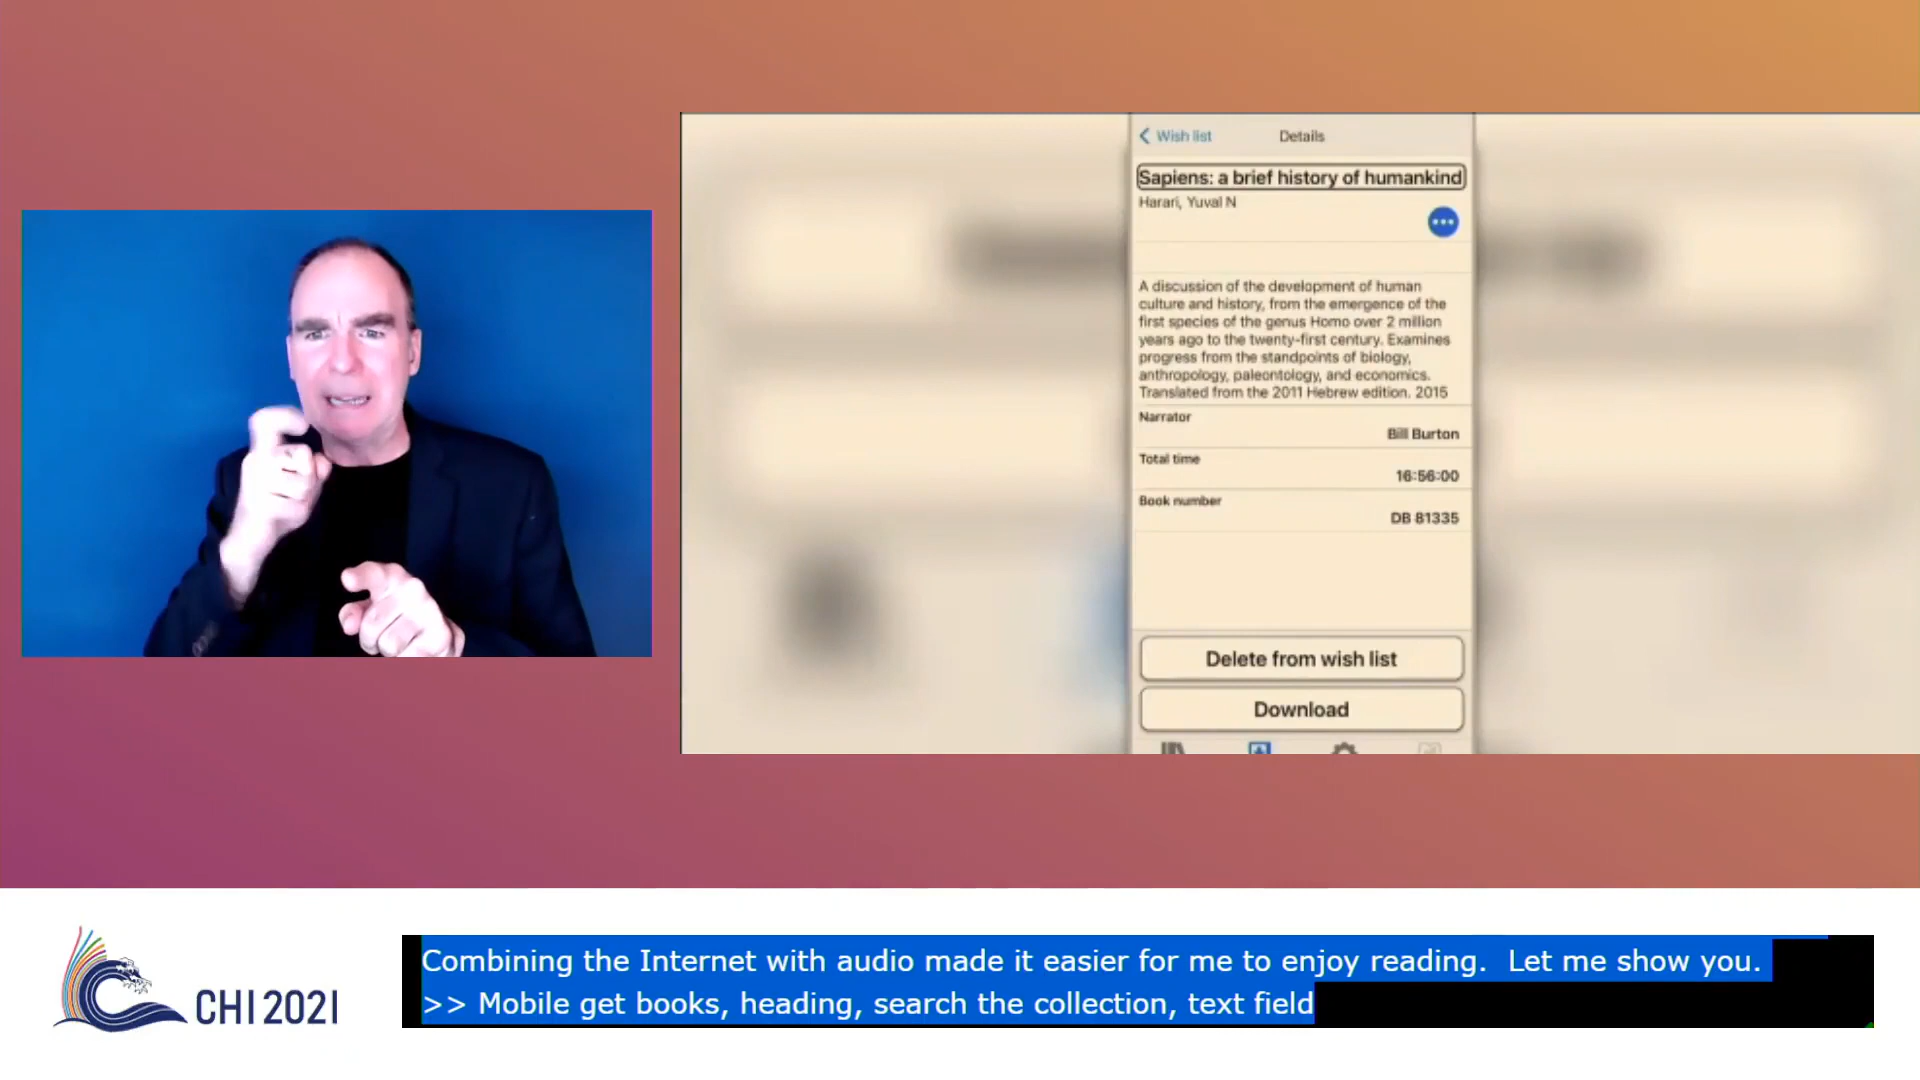 Wish list
Details
Sapiens: a brief history of humankind
Harari, Yuval N
A discussion of the development of human
culture and history, from the emergence of the
first species of the genus Homo over 2 million
years ago to the twenty-first century. Examines
progress from the standpoints of biology,
anthropology, paleontology, and economics.
Translated from the 2011 Hebrew edition. 2015
Narrator
Bill Burton
Total time
16:56:00
Book number
DB 81335
Delete from wish list
Download
CHI 2021
Combining the Internet with audio made it easier for me to enjoy reading.  Let me show you.
>> Mobile get books, heading, search the collection, text field